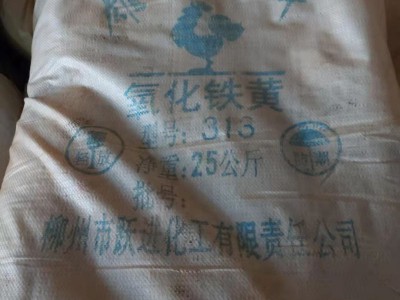 氧化铁黄
型号: 313
净重: 25公斤
批号:
柳州市跃进化工有限责任公司